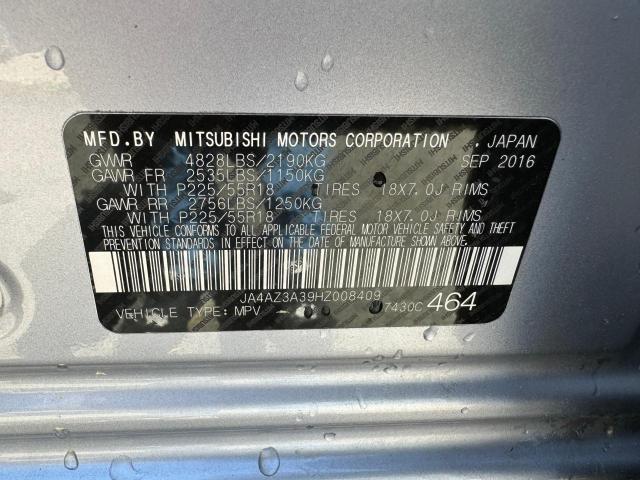 MFD.BY MITSUBISHI MOTORS CORPORATION . JAPAN
GVWR 4828LBS/2190KG SEP 2016
GAWR FR 2535LBS/1150KG
WITH P225/55R18 TIRES 18X7.0J RIMS
GAWR RR 2756LBS/1250KG
WITH P225/55R18 TIRES 18X7.0J RIMS
THIS VEHICLE CONFORMS TO ALL APPLICABLE FEDERAL MOTOR VEHICLE SAFETY AND THEFT
PREVENTION STANDARDS IN EFFECT ON THE DATE OF MANUFACTURE SHOWN ABOVE.
JA4AZ3A39HZ008409
VEHICLE TYPE: MPV 7430C 464